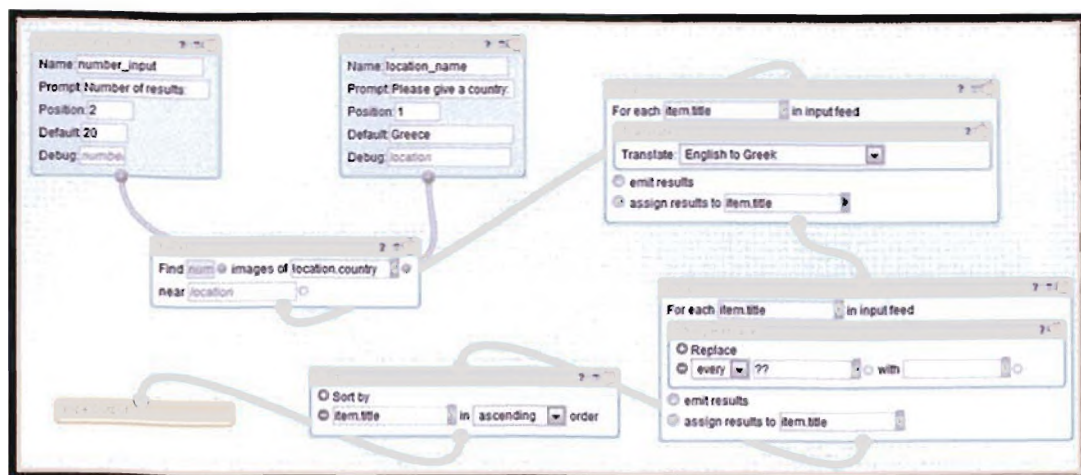 Name: number_input
Prompt: Number of results:
Position: 2
Default: 20
Debug: number
Name: location_name
Prompt: Please give a country:
Position: 1
Default: Greece
Debug: location
Find num images of location.country
near location
For each item.title in input feed
Translate: English to Greek
emit results
assign results to item.title
For each item.title in input feed
Replace
every ?? with
emit results
assign results to item.title
Sort by
item.title in ascending order